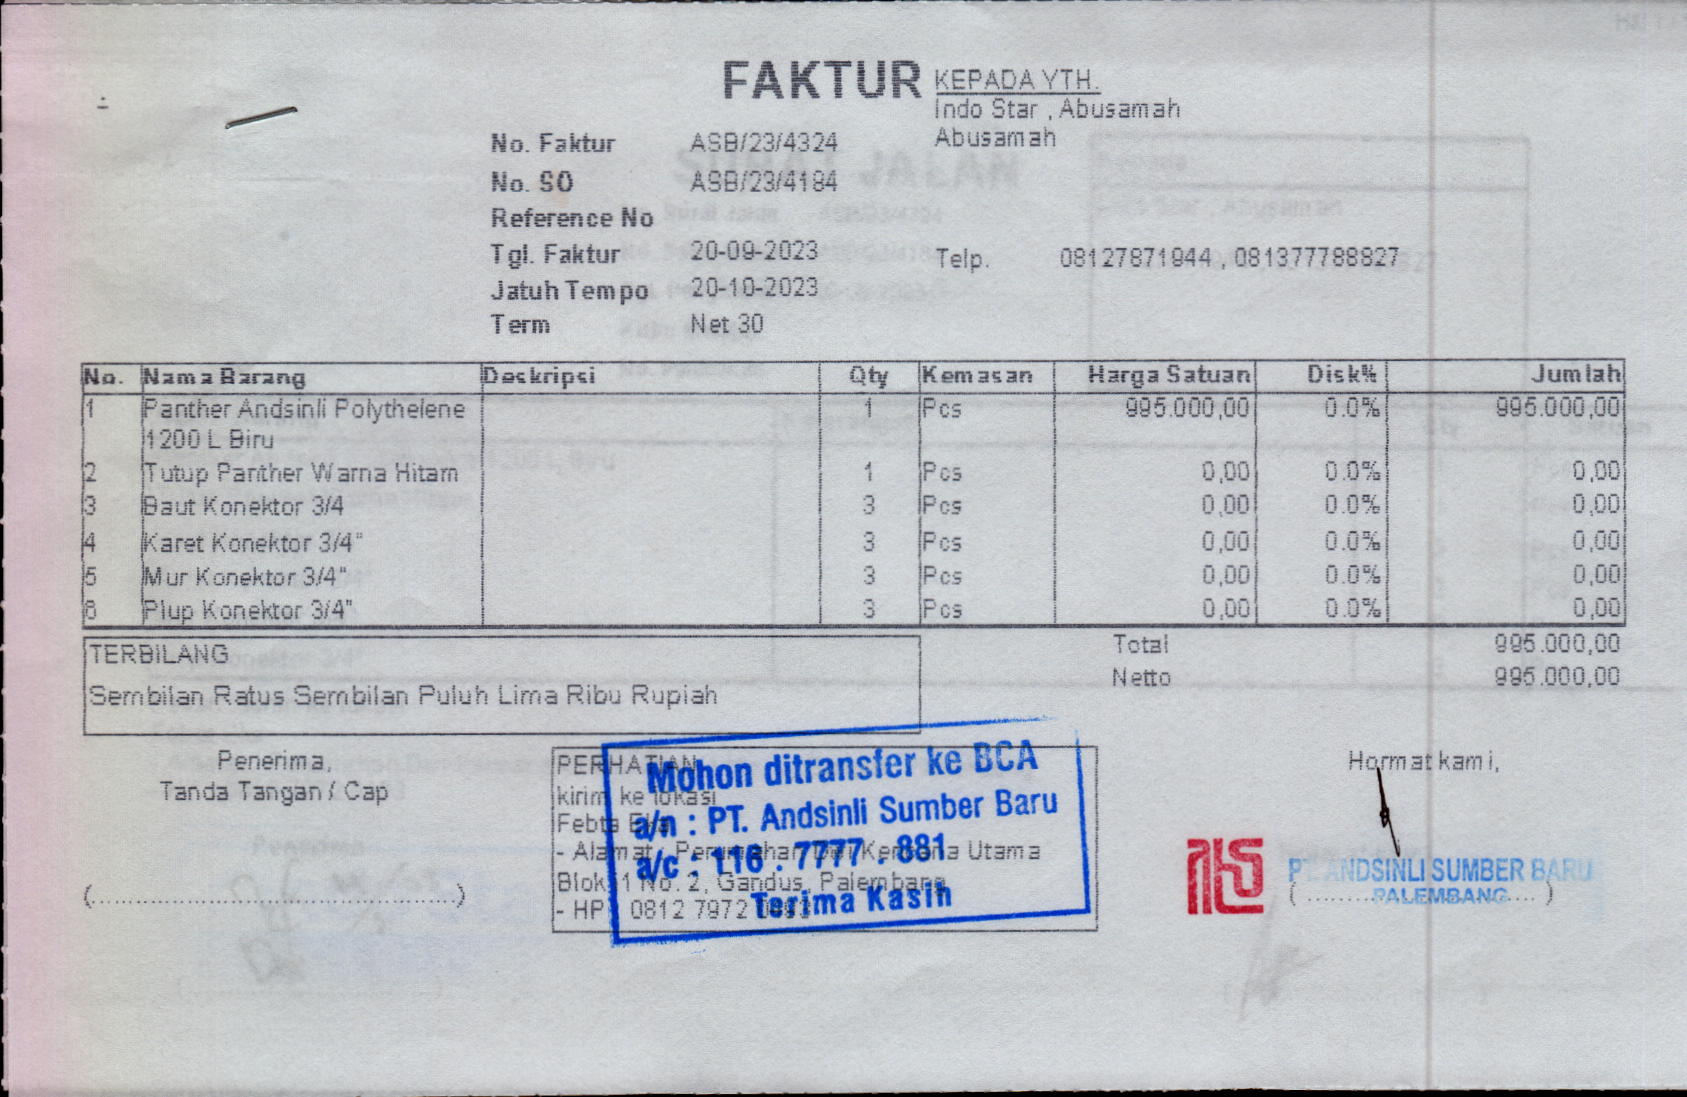 FAKTUR
KEPADA YTH.
Indo Star , Abusamah
Abusamah
No. Faktur ASB/23/4324
No. SO ASB/23/4184
Reference No
Tgl. Faktur 20-09-2023
Telp. 08127871944 , 081377788827
Jatuh Tempo 20-10-2023
Term Net 30
No. Nama Barang Deskripsi Qty Kemasan Harga Satuan Disk% Jumlah
1 Panther Andsinli Polythelene 1 Pcs 995.000,00 0.0% 995.000,00
1200 L Biru
2 Tutup Panther Warna Hitam 1 Pcs 0,00 0.0% 0,00
3 Baut Konektor 3/4 3 Pcs 0,00 0.0% 0,00
4 Karet Konektor 3/4" 3 Pcs 0,00 0.0% 0,00
5 Mur Konektor 3/4" 3 Pcs 0,00 0.0% 0,00
6 Plup Konektor 3/4" 3 Pcs 0,00 0.0% 0,00
Total 995.000,00
Netto 995.000,00
TERBILANG
Sembilan Ratus Sembilan Puluh Lima Ribu Rupiah
Penerima,
Tanda Tangan / Cap
(............................................)
PERHATIAN
kirim ke lokasi
Febta
- Alamat : Perumahan Kencana Utama
Blok 1 No. 2, Gandus, Palembang
- HP 0812 7972
Mohon ditransfer ke BCA
a/n : PT. Andsinli Sumber Baru
a/c : 116 . 7777 . 881
Terima Kasih
Hormat kami,
PT. ANDSINLI SUMBER BARU
PALEMBANG